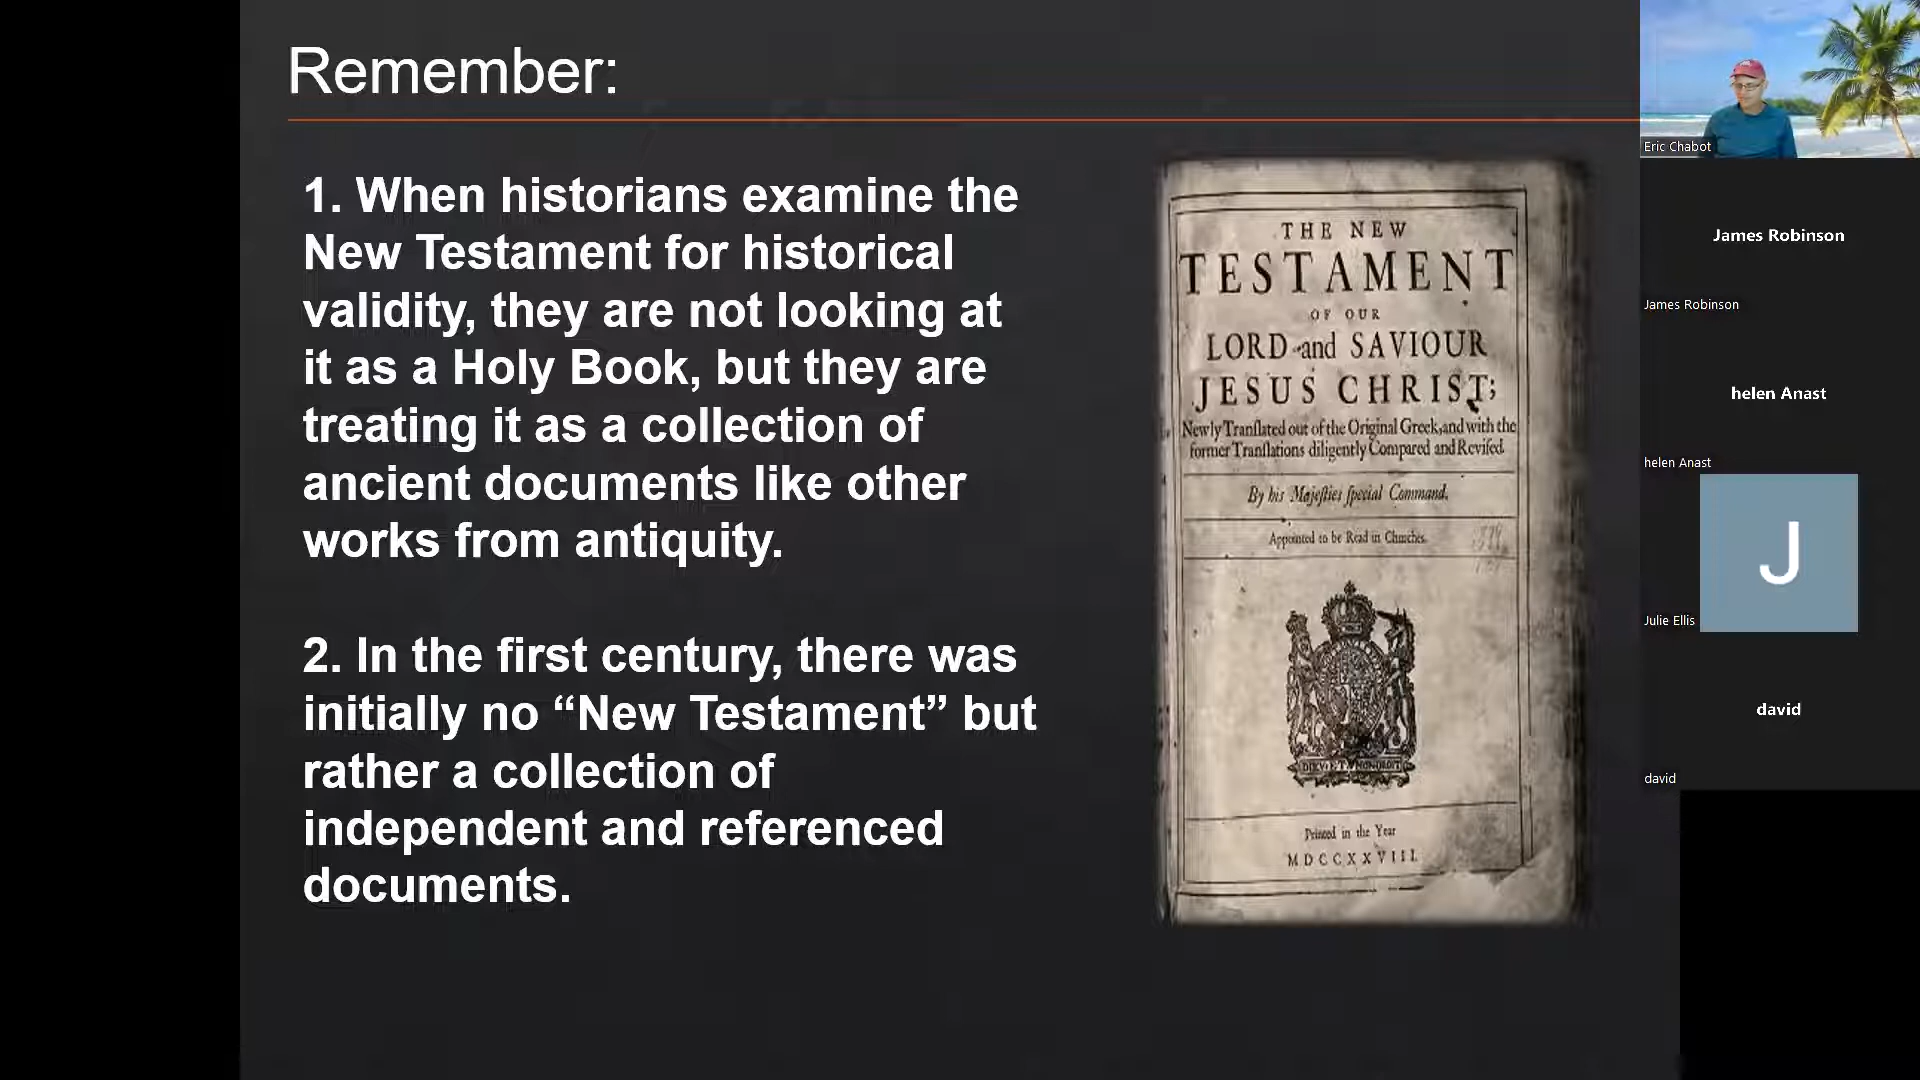 Remember:
1. When historians examine the
New Testament for historical
validity, they are not looking at
it as a Holy Book, but they are
treating it as a collection of
ancient documents like other
works from antiquity.
2. In the first century, there was
initially no “New Testament” but
rather a collection of
independent and referenced
documents.
THE NEW
TESTAMENT
OF OUR
LORD and SAVIOUR
JESUS CHRIST;
Newly Tranſlated out of the Original Greek, and with the
former Tranſlations diligently Compared and Reviſed.
By his Majeſties ſpecial Command.
Appointed to be Read in Churches.
Printed in the Year
MDCCXXVIII.
Eric Chabot
James Robinson
James Robinson
helen Anast
helen Anast
J
Julie Ellis
david
david